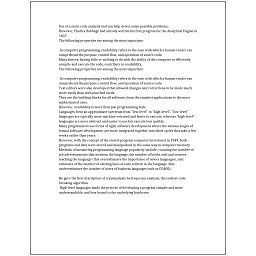 Use of a static code analysis tool can help detect some possible problems.
However, Charles Babbage had already written his first program for the Analytical Engine in
1837.
The following properties are among the most important:

In computer programming, readability refers to the ease with which a human reader can
comprehend the purpose, control flow, and operation of source code.
Many factors, having little or nothing to do with the ability of the computer to efficiently
compile and execute the code, contribute to readability.
The following properties are among the most important:

In computer programming, readability refers to the ease with which a human reader can
comprehend the purpose, control flow, and operation of source code.
Text editors were also developed that allowed changes and corrections to be made much
more easily than with punched cards.
They are the building blocks for all software, from the simplest applications to the most
sophisticated ones.
However, readability is more than just programming style.
Languages form an approximate spectrum from "low-level" to "high-level"; "low-level"
languages are typically more machine-oriented and faster to execute, whereas "high-level"
languages are more abstract and easier to use but execute less quickly.
Many programmers use forms of Agile software development where the various stages of
formal software development are more integrated together into short cycles that take a few
weeks rather than years.
However, with the concept of the stored-program computer introduced in 1949, both
programs and data were stored and manipulated in the same way in computer memory.
Methods of measuring programming language popularity include: counting the number of
job advertisements that mention the language, the number of books sold and courses
teaching the language (this overestimates the importance of newer languages), and
estimates of the number of existing lines of code written in the language (this
underestimates the number of users of business languages such as COBOL).

He gave the first description of cryptanalysis by frequency analysis, the earliest code-
breaking algorithm.
High-level languages made the process of developing a program simpler and more
understandable, and less bound to the underlying hardware.